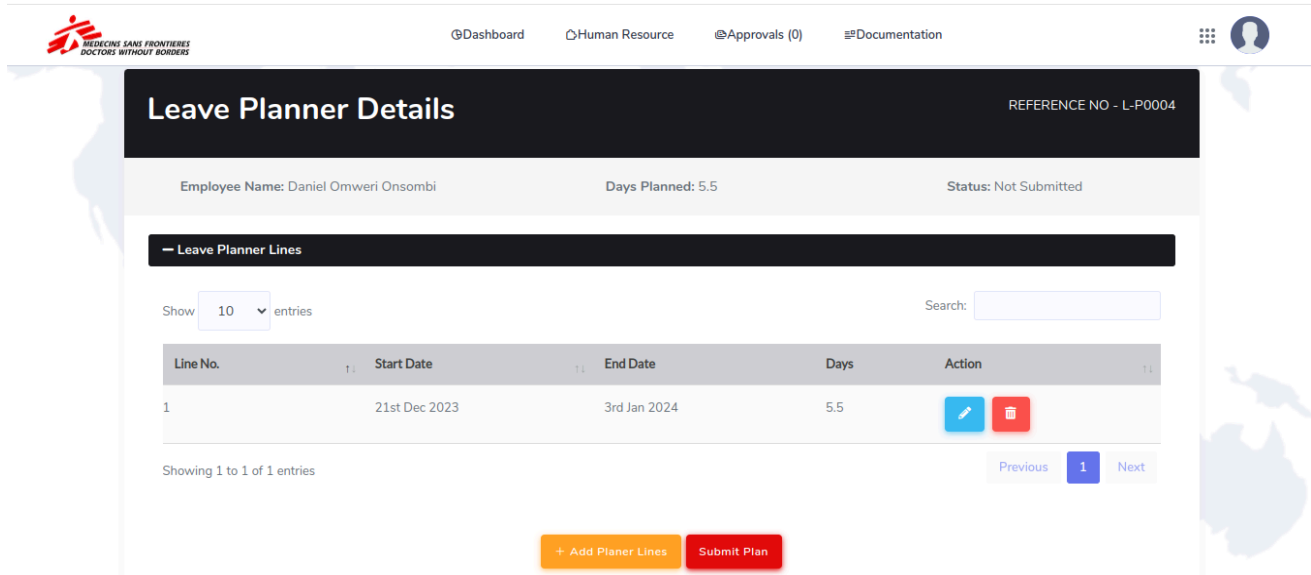 MEDECINS SANS FRONTIERES
DOCTORS WITHOUT BORDERS
Dashboard Human Resource Approvals (0) Documentation
Leave Planner Details REFERENCE NO - L-P0004
Employee Name: Daniel Omweri Onsombi Days Planned: 5.5 Status: Not Submitted
Leave Planner Lines
Show 10 entries Search:
Line No. Start Date End Date Days Action
1 21st Dec 2023 3rd Jan 2024 5.5
Showing 1 to 1 of 1 entries Previous 1 Next
+ Add Planer Lines Submit Plan